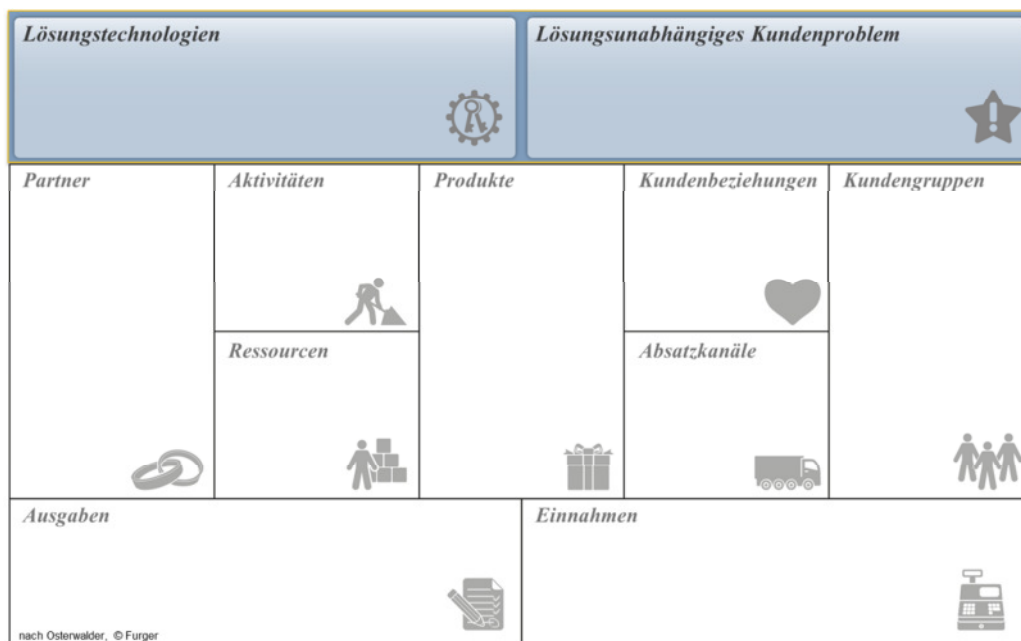 Lösungstechnologien
Lösungsunabhängiges Kundenproblem
Partner
Aktivitäten
Produkte
Kundenbeziehungen
Kundengruppen
Ressourcen
Absatzkanäle
Ausgaben
Einnahmen
nach Osterwalder, © Furger